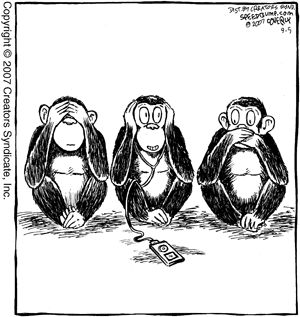 Copyright © 2007 Creators Syndicate, Inc.
DIST. BY CREATORS SYND.
SPEEDBUMP.COM
© 2007 COVERLY
9-5